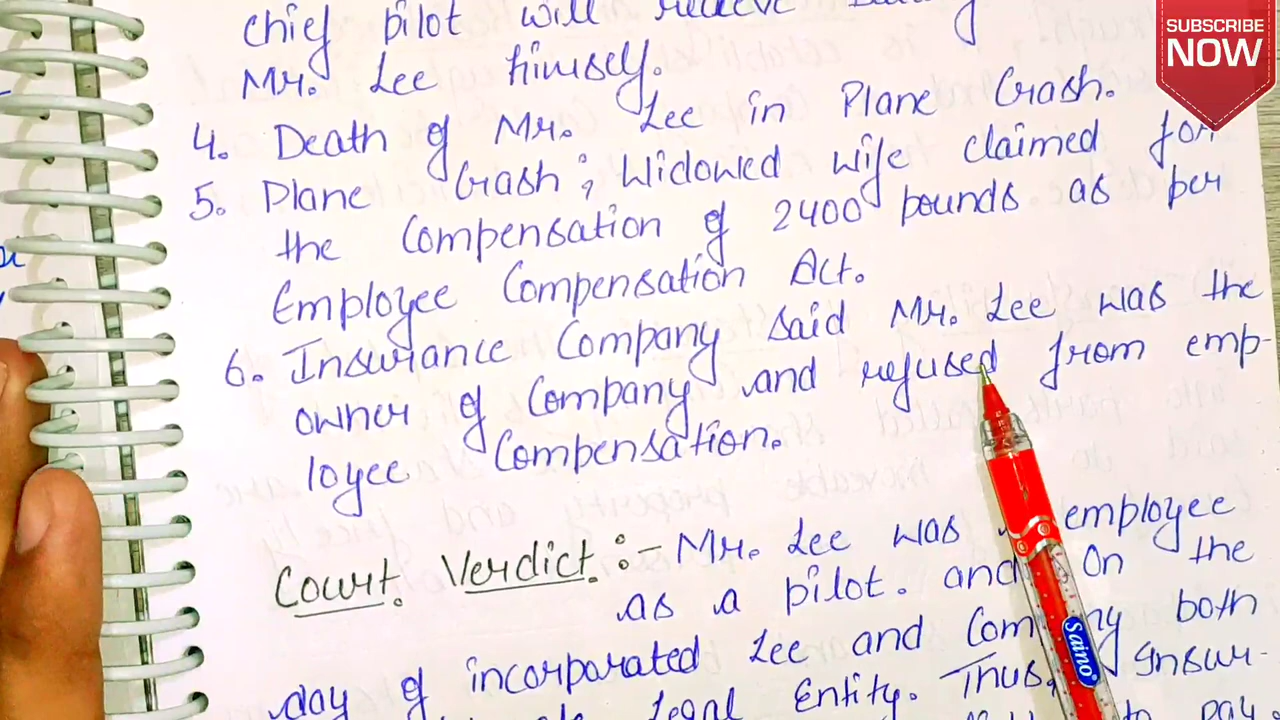 chief pilot will
Mr. Lee himself.
4. Death of Mr. Lee in Plane Crash.
5. Plane Crash ; Widowed wife claimed for
the Compensation of 2400 pounds as per
Employee Compensation Act.
6. Insurance Company said Mr. Lee was the
owner of Company and refused from emp-
loyee Compensation.
Court Verdict :- Mr. Lee was employee
as a pilot. and on the
day of incorporated Lee and Company both
Legal Entity. Thus, Insur-
to pay.
SUBSCRIBE
NOW
Saino